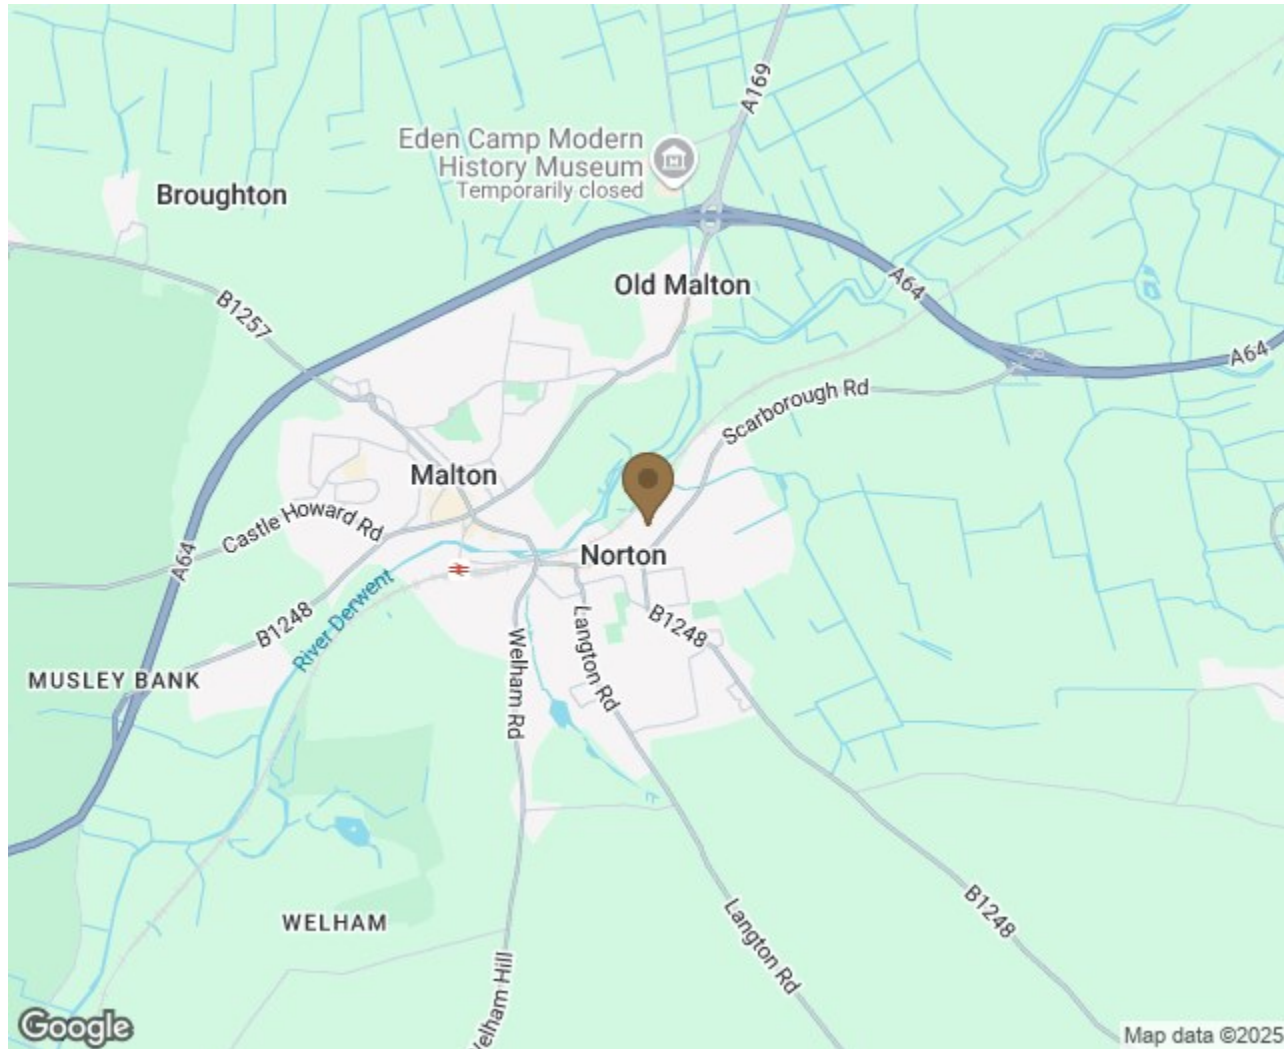 A169
Eden Camp Modern
History Museum
Temporarily closed
Broughton
Old Malton
A64
B1257
A64
Scarborough Rd
Malton
Castle Howard Rd
Norton
A64
River Derwent
B1248
Langton Rd
B1248
Welham Rd
MUSLEY BANK
WELHAM
Langton Rd
B1248
elham Hill
Google
Map data ©2025